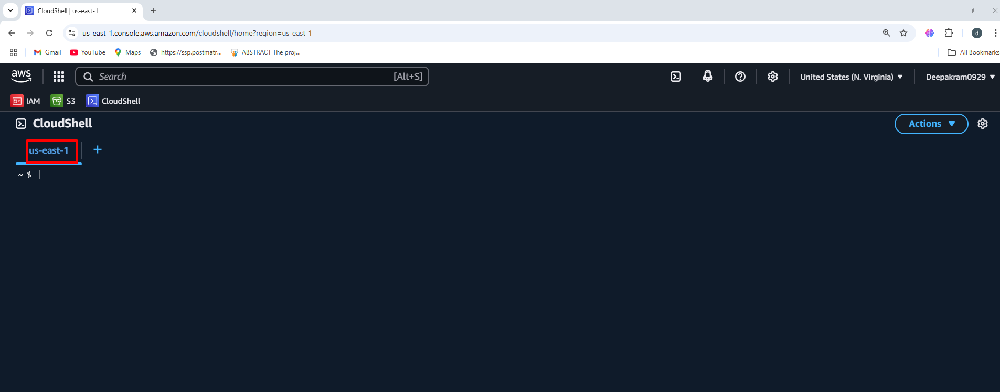 CloudShell | us-east-1
us-east-1.console.aws.amazon.com/cloudshell/home?region=us-east-1
d
Gmail YouTube Maps https://ssp.postmatr... ABSTRACT The proj... All Bookmarks
aws Search [Alt+S] United States (N. Virginia) Deepakram0929
IAM S3 CloudShell
CloudShell Actions
us-east-1 +
~ $